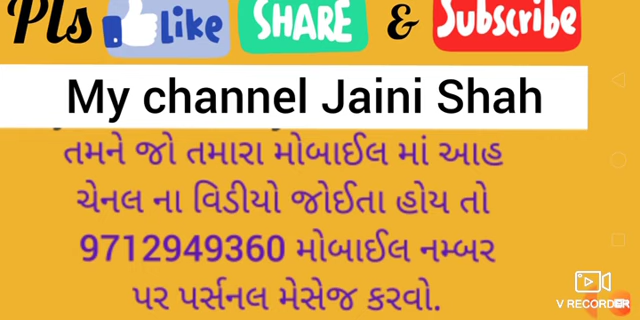 Pls Like SHARE & Subscribe
My channel Jaini Shah
તમને જો તમારા મોબાઈલ માં આહ
ચેનલ ના વિડીયો જોઈતા હોય તો
9712949360 મોબાઈલ નમ્બર
પર પર્સનલ મેસેજ કરવો.
V RECORDER